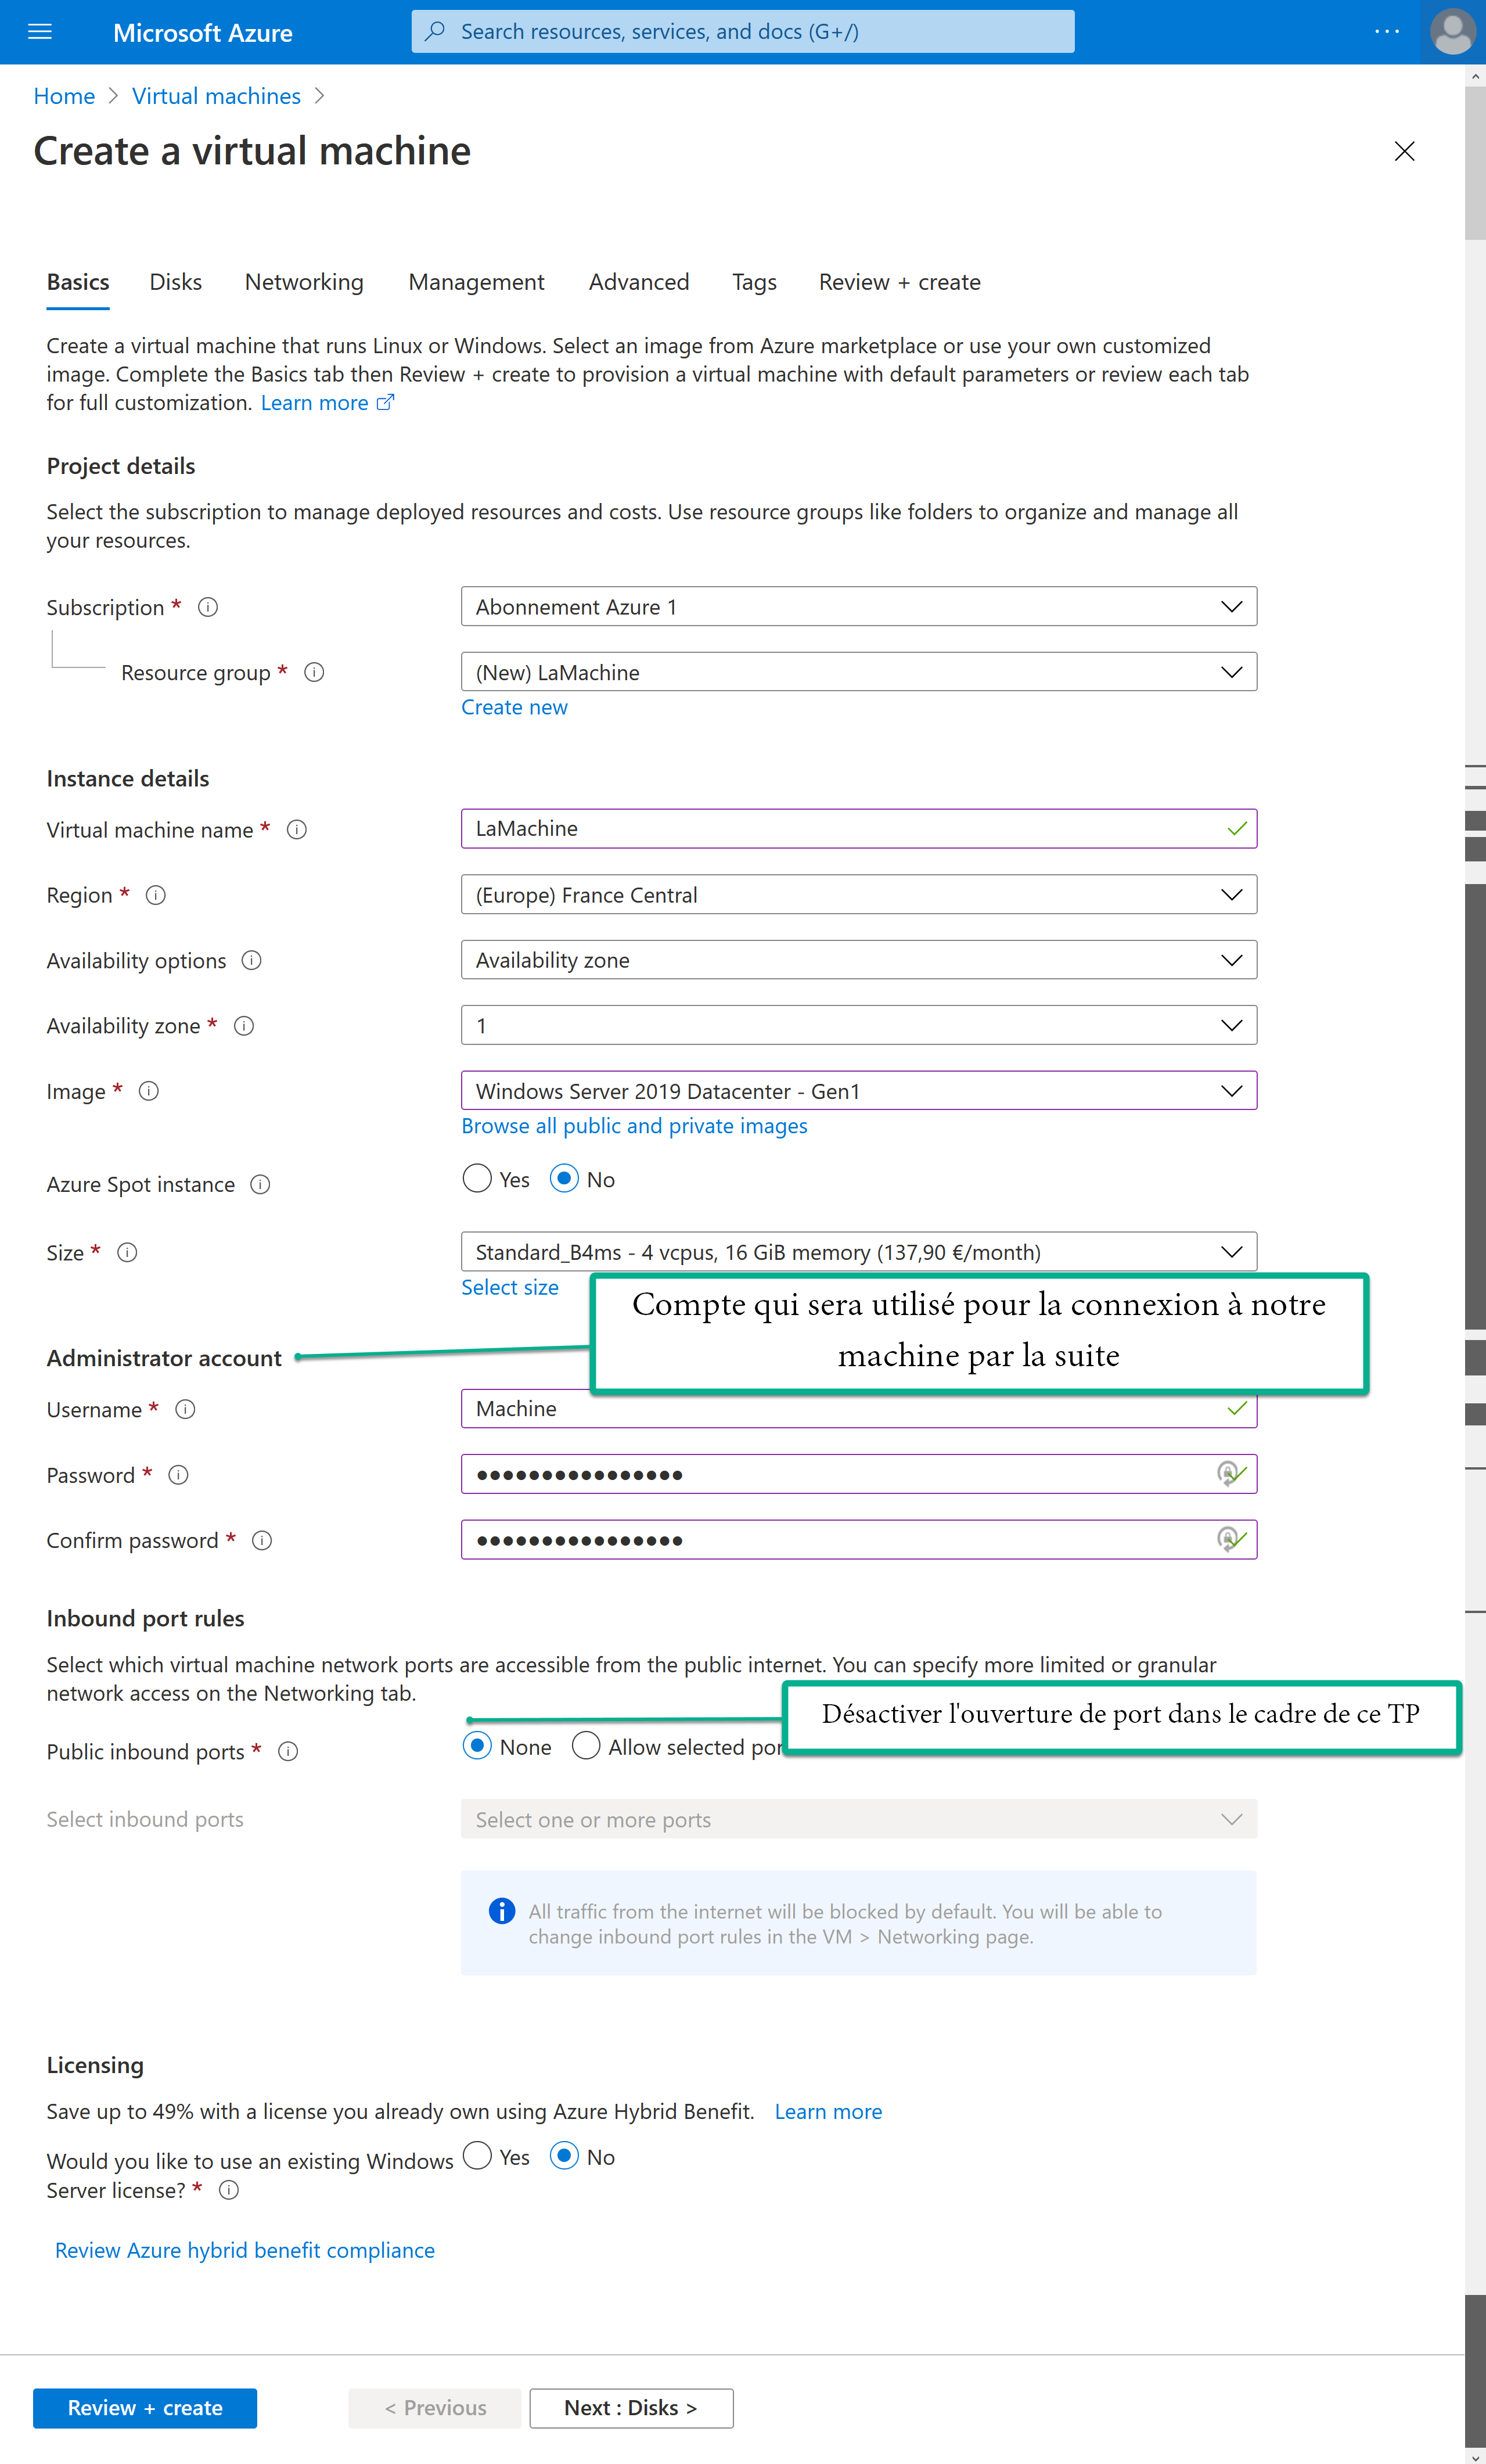 Microsoft Azure
Search resources, services, and docs (G+/)
Home > Virtual machines >
Create a virtual machine
Basics Disks Networking Management Advanced Tags Review + create
Create a virtual machine that runs Linux or Windows. Select an image from Azure marketplace or use your own customized
image. Complete the Basics tab then Review + create to provision a virtual machine with default parameters or review each tab
for full customization. Learn more
Project details
Select the subscription to manage deployed resources and costs. Use resource groups like folders to organize and manage all
your resources.
Subscription * Abonnement Azure 1
Resource group * (New) LaMachine
Create new
Instance details
Virtual machine name * LaMachine
Region * (Europe) France Central
Availability options Availability zone
Availability zone * 1
Image * Windows Server 2019 Datacenter - Gen1
Browse all public and private images
Azure Spot instance Yes No
Size * Standard_B4ms - 4 vcpus, 16 GiB memory (137,90 €/month)
Select size
Compte qui sera utilisé pour la connexion à notre
machine par la suite
Administrator account
Username * Machine
Password * ••••••••••••••••
Confirm password * ••••••••••••••••
Inbound port rules
Select which virtual machine network ports are accessible from the public internet. You can specify more limited or granular
network access on the Networking tab.
Désactiver l'ouverture de port dans le cadre de ce TP
Public inbound ports * None Allow selected por
Select inbound ports Select one or more ports
All traffic from the internet will be blocked by default. You will be able to
change inbound port rules in the VM > Networking page.
Licensing
Save up to 49% with a license you already own using Azure Hybrid Benefit. Learn more
Would you like to use an existing Windows Yes No
Server license? *
Review Azure hybrid benefit compliance
Review + create < Previous Next : Disks >